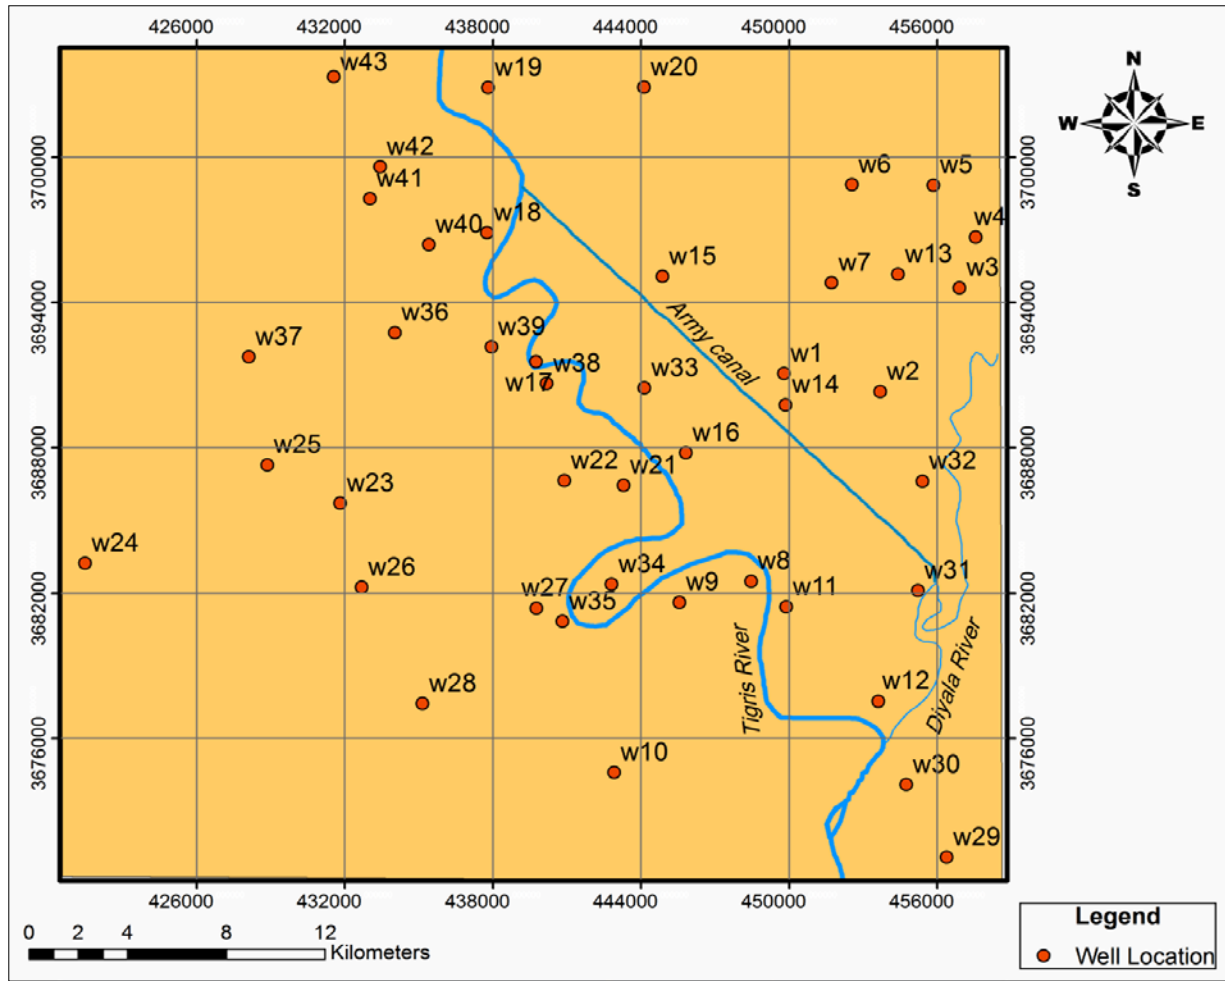 426000 432000 438000 444000 450000 456000
w43 w19 w20
N
W E
S
3700000 w42 w6 w5 3700000
w41
w40 w18 w4
w15 w7 w13 w3
3694000 Army canal 3694000
w37 w36 w39
w17 w38 w33 w1 w2
w14
3688000 w25 w22 w21 w16 w32 3688000
w23
w24
w26 w34 w8 w31
3682000 w27 w35 w9 w11 3682000
Tigris River
Diyala River
w28 w12
3676000 w10 w30 3676000
w29
426000 432000 438000 444000 450000 456000
0 2 4 8 12
Kilometers
Legend
Well Location